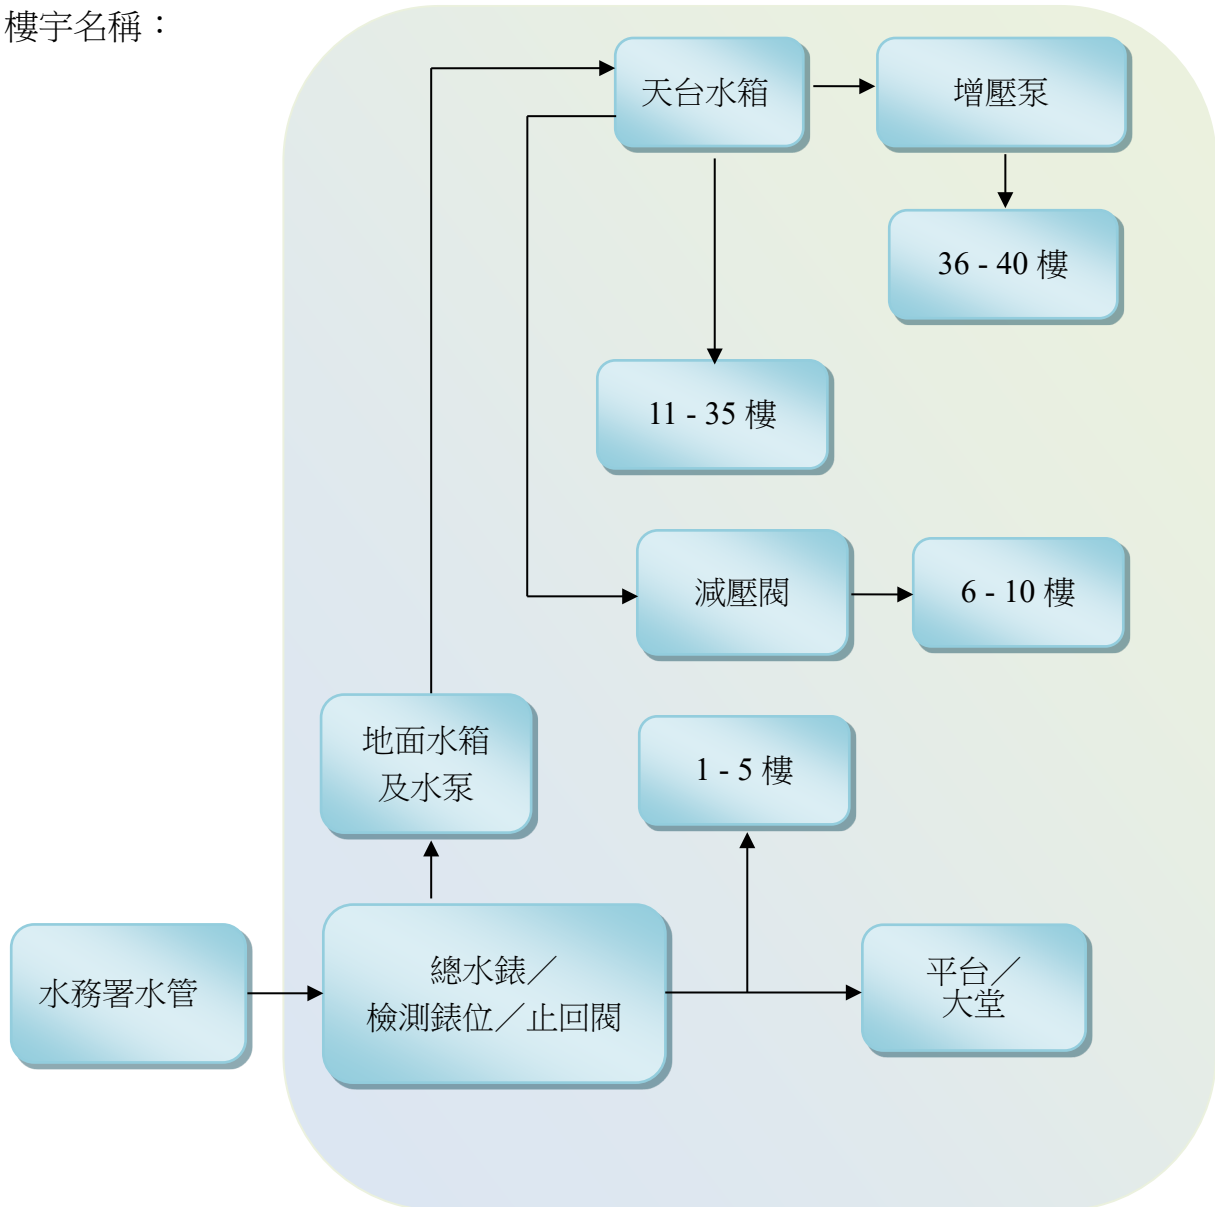 樓宇名稱：
天台水箱
增壓泵
36 - 40 樓
11 - 35 樓
減壓閥
6 - 10 樓
地面水箱
及水泵
1 - 5 樓
水務署水管
總水錶／
檢測錶位／止回閥
平台／
大堂